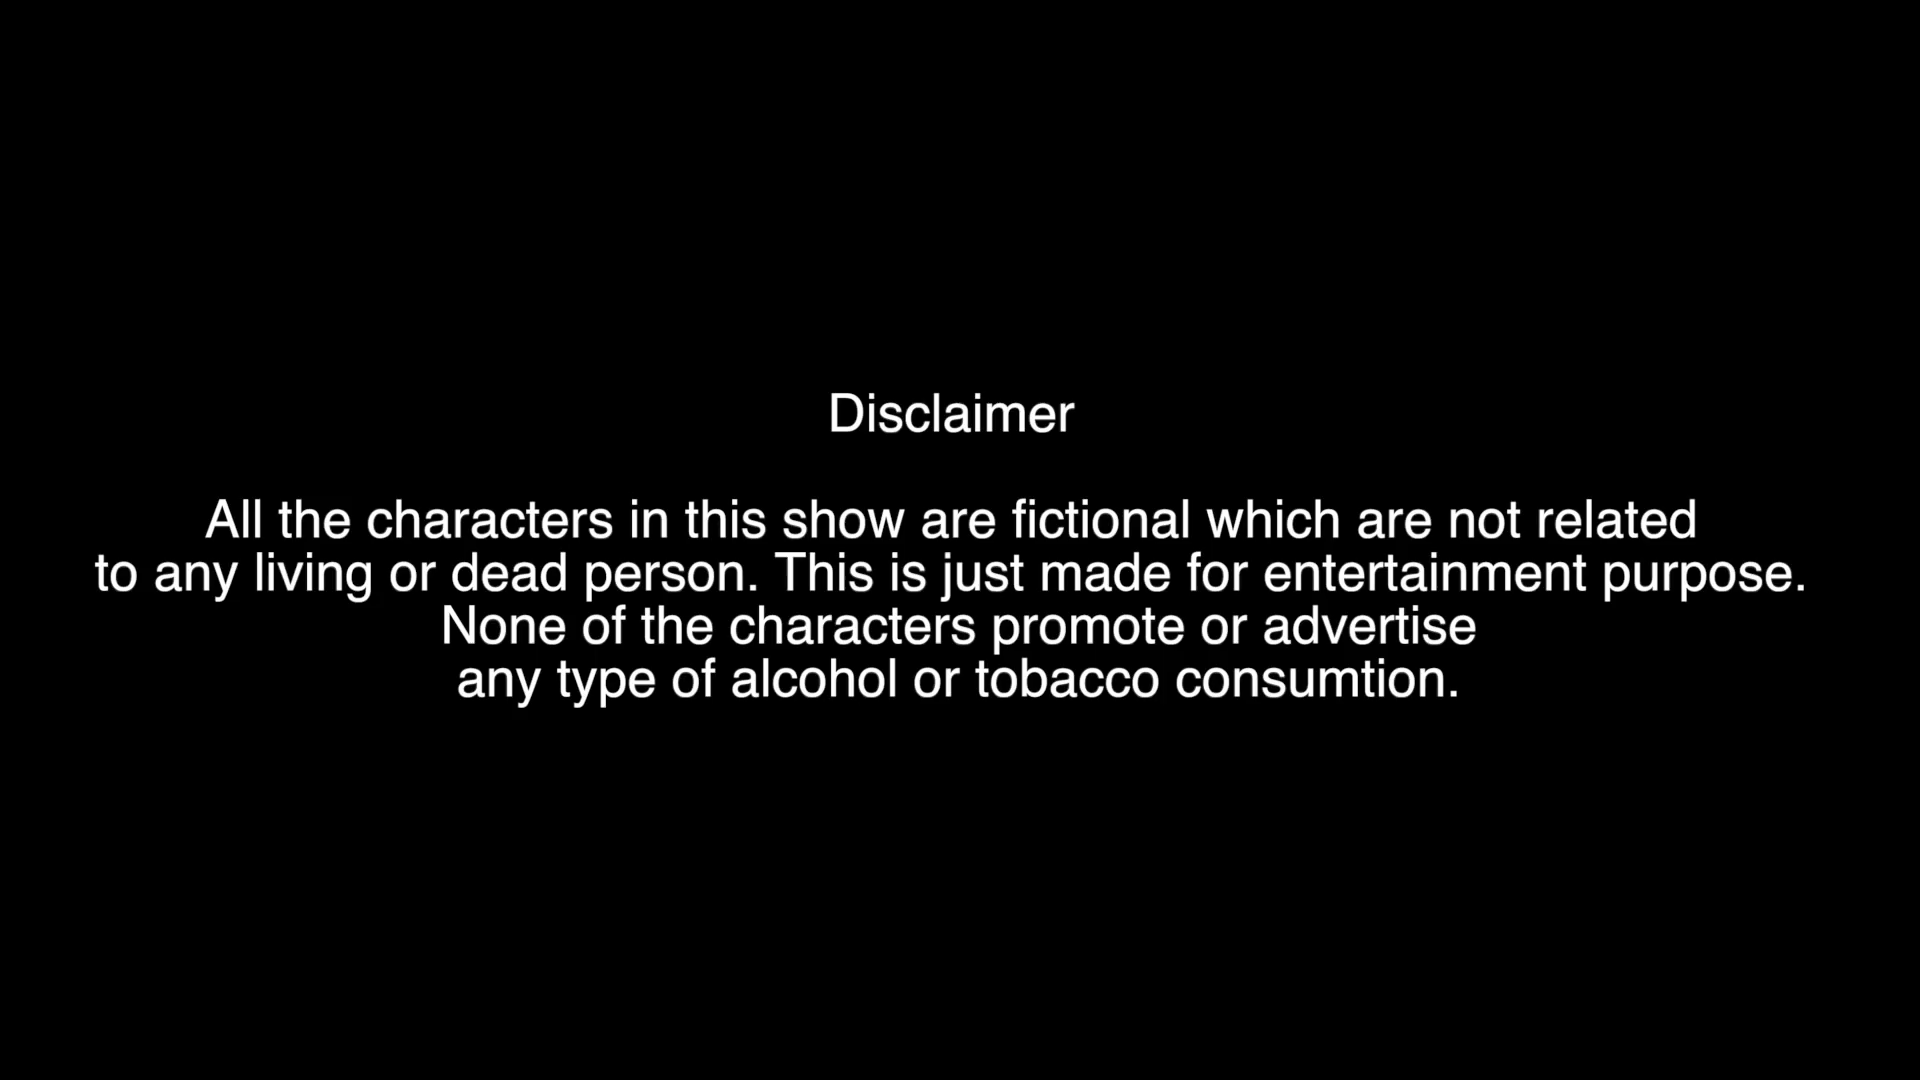 Disclaimer
All the characters in this show are fictional which are not related
to any living or dead person. This is just made for entertainment purpose.
None of the characters promote or advertise
any type of alcohol or tobacco consumtion.